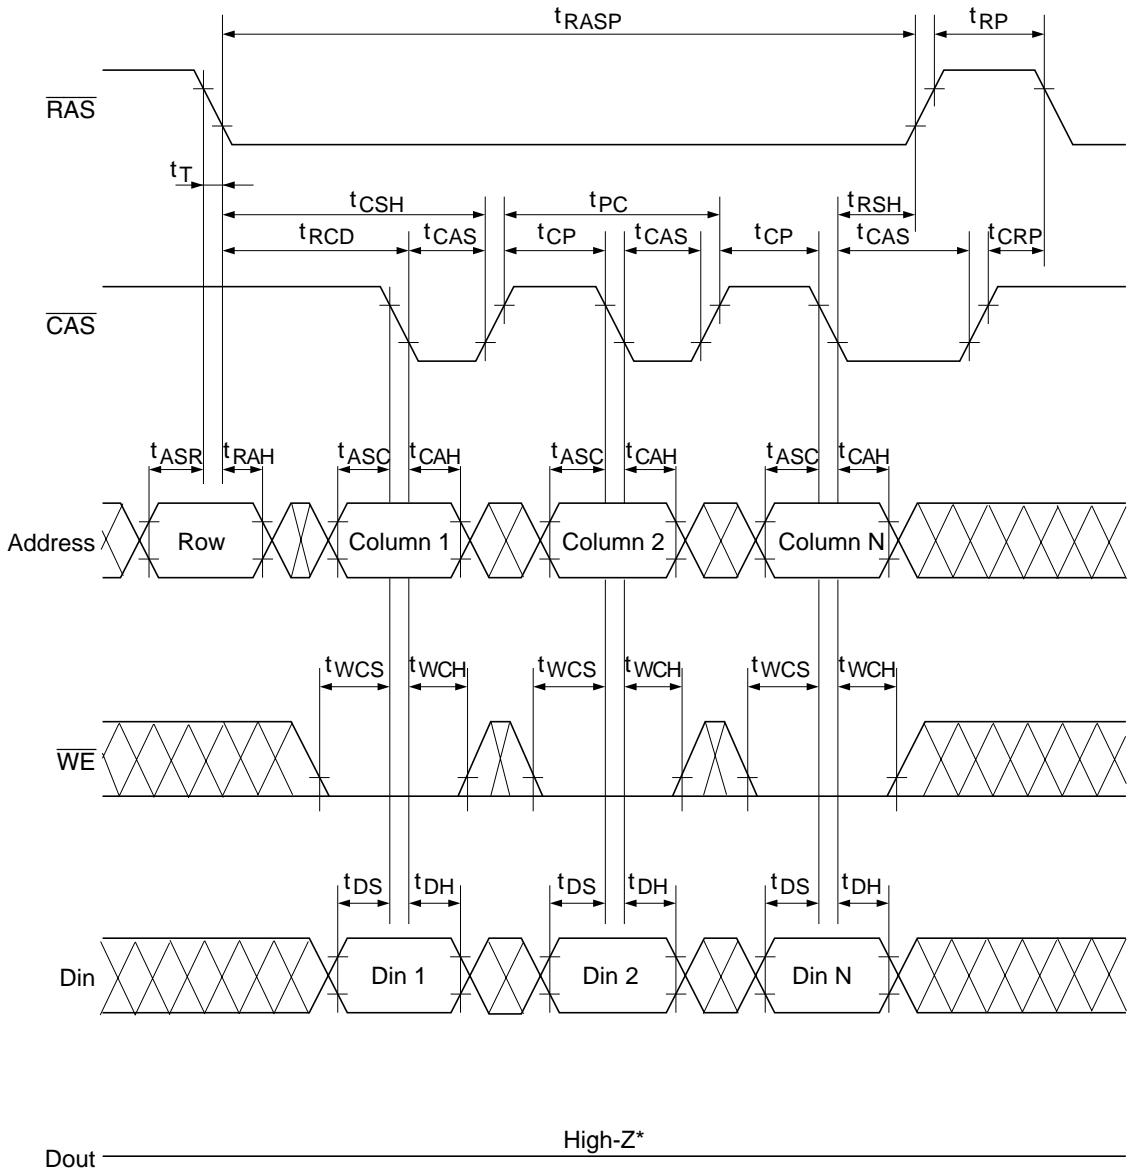 tRASP tRP
RAS
tT
tCSH tPC tRSH
tRCD tCAS tCP tCAS tCP tCAS tCRP
CAS
tASR tRAH tASC tCAH tASC tCAH tASC tCAH
Address Row Column 1 Column 2 Column N
tWCS tWCH tWCS tWCH tWCS tWCH
WE
tDS tDH tDS tDH tDS tDH
Din Din 1 Din 2 Din N
High-Z*
Dout